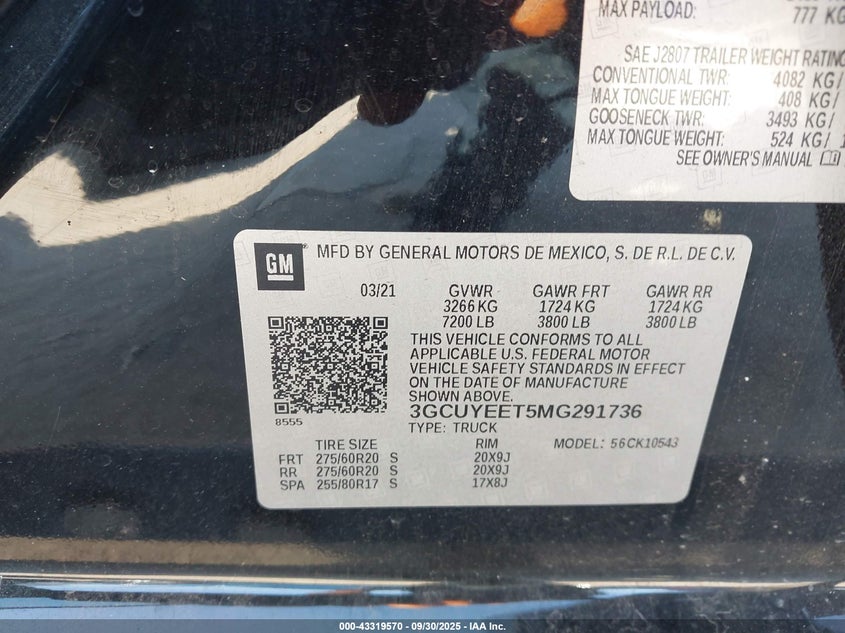 MAX PAYLOAD: 777 KG
SAE J2807 TRAILER WEIGHT RATING
CONVENTIONAL TWR: 4082 KG/
MAX TONGUE WEIGHT: 408 KG/
GOOSENECK TWR: 3493 KG/
MAX TONGUE WEIGHT: 524 KG/ 1
SEE OWNER'S MANUAL
GM
MFD BY GENERAL MOTORS DE MEXICO, S. DE R.L. DE C.V.
03/21 GVWR GAWR FRT GAWR RR
3266 KG 1724 KG 1724 KG
7200 LB 3800 LB 3800 LB
THIS VEHICLE CONFORMS TO ALL
APPLICABLE U.S. FEDERAL MOTOR
VEHICLE SAFETY STANDARDS IN EFFECT
ON THE DATE OF MANUFACTURE
SHOWN ABOVE.
3GCUYEET5MG291736
8555
TYPE: TRUCK
MODEL: 56CK10543
TIRE SIZE RIM
FRT 275/60R20 S 20X9J
RR 275/60R20 S 20X9J
SPA 255/80R17 S 17X8J
000-43319570 - 09/30/2025 - IAA Inc.